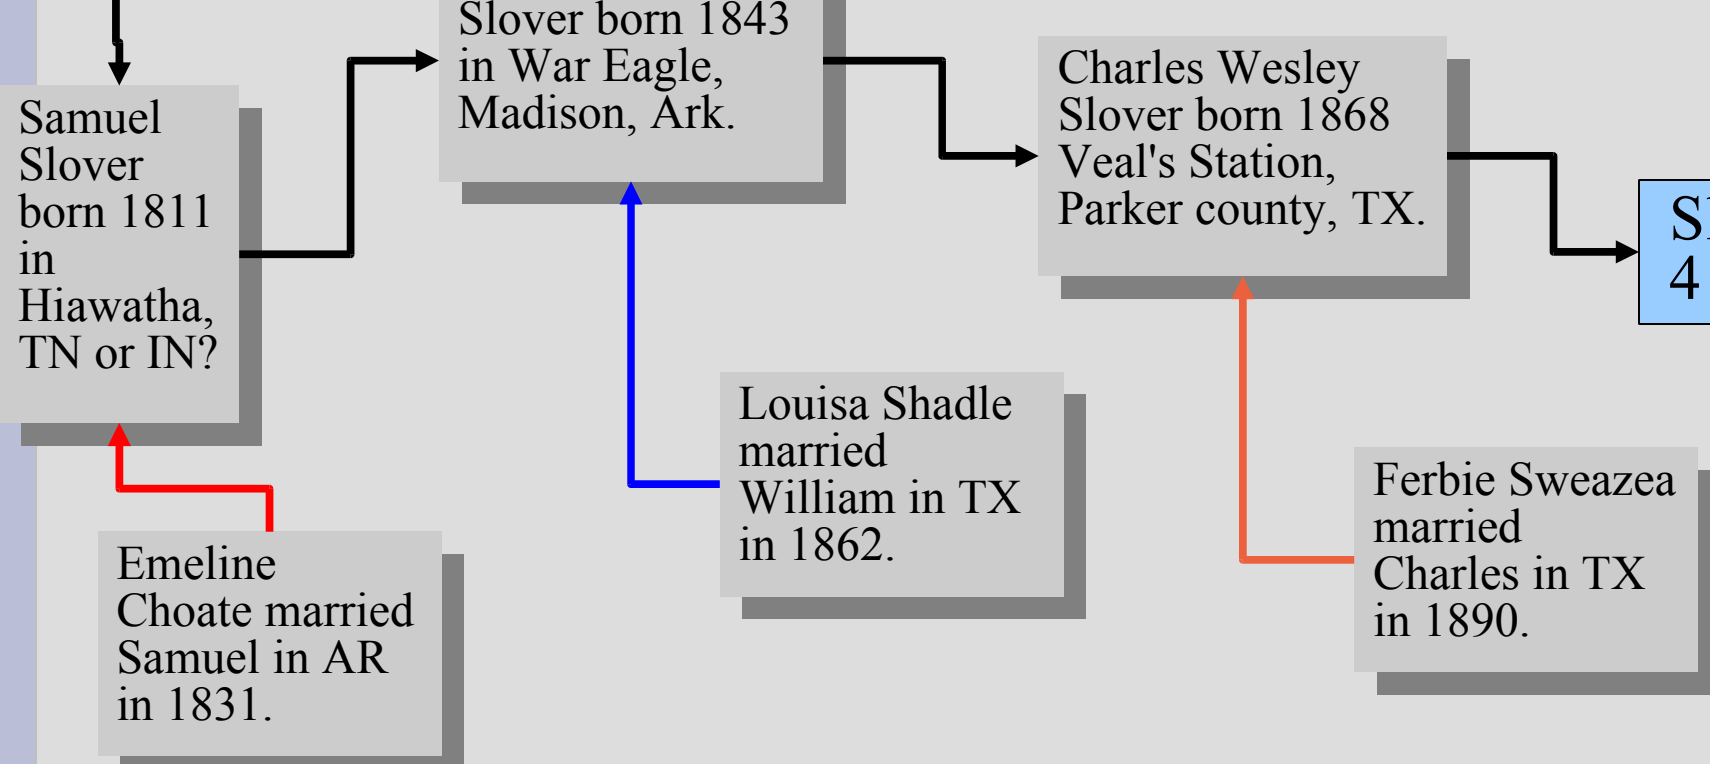 Samuel
Slover
born 1811
in
Hiawatha,
TN or IN?
Slover born 1843
in War Eagle,
Madison, Ark.
Charles Wesley
Slover born 1868
Veal's Station,
Parker county, TX.
4
Louisa Shadle
married
William in TX
in 1862.
Ferbie Sweazea
married
Charles in TX
in 1890.
Emeline
Choate married
Samuel in AR
in 1831.